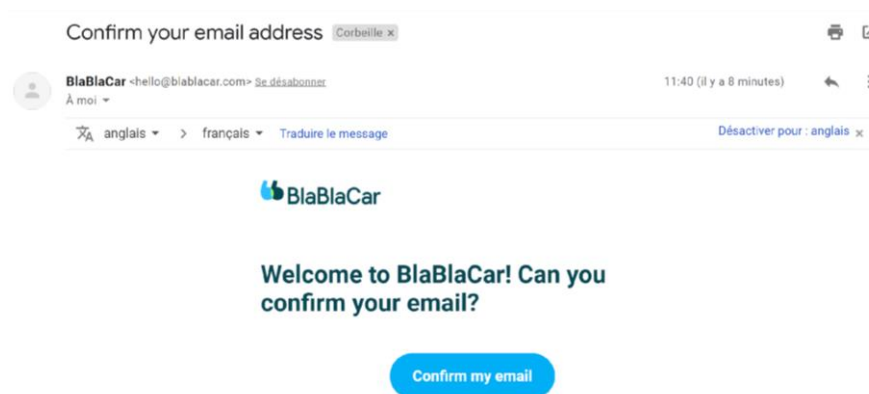 Confirm your email address Corbeille x
BlaBlaCar <hello@blablacar.com> Se désabonner 11:40 (il y a 8 minutes)
À moi
anglais > français Traduire le message Désactiver pour : anglais x
BlaBlaCar
Welcome to BlaBlaCar! Can you
confirm your email?
Confirm my email